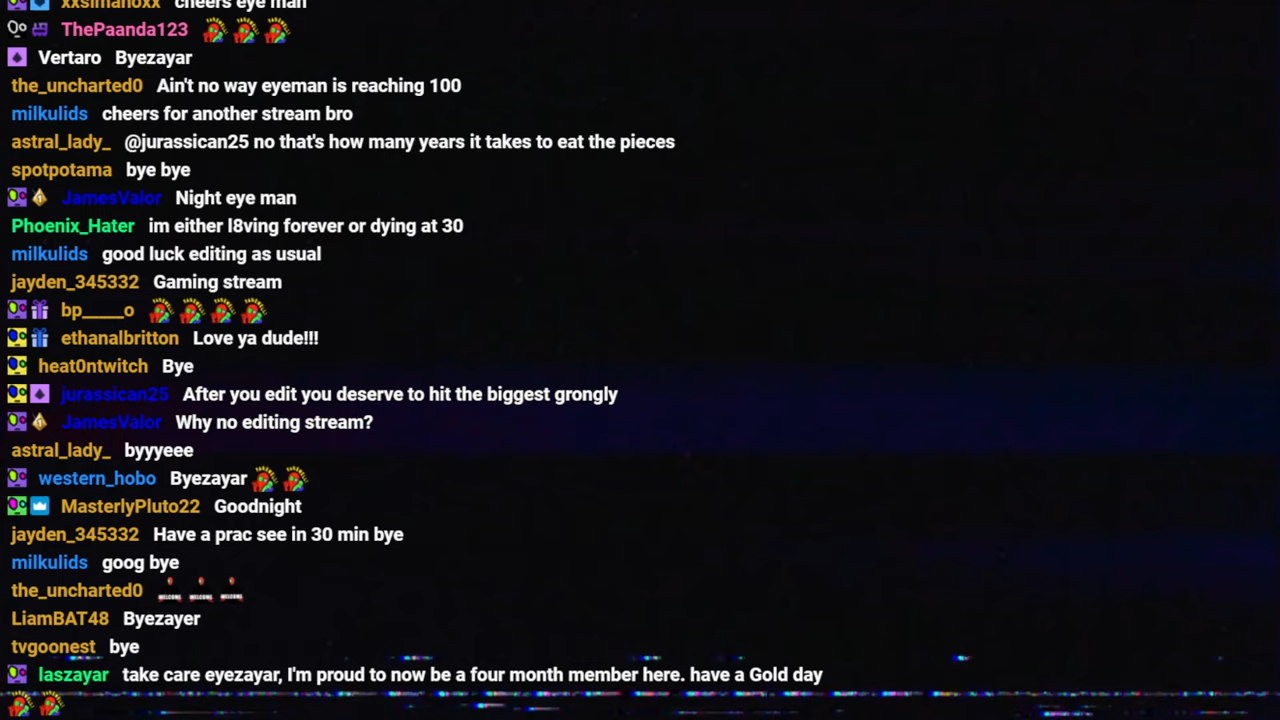 xxsimanoxx cheers eye man
ThePaanda123
Vertaro Byezayar
the_uncharted0 Ain't no way eyeman is reaching 100
milkulids cheers for another stream bro
astral_lady_ @jurassican25 no that's how many years it takes to eat the pieces
spotpotama bye bye
JamesValor Night eye man
Phoenix_Hater im either l8ving forever or dying at 30
milkulids good luck editing as usual
jayden_345332 Gaming stream
bp_____o
ethanalbritton Love ya dude!!!
heat0ntwitch Bye
jurassican25 After you edit you deserve to hit the biggest grongly
JamesValor Why no editing stream?
astral_lady_ byyyeee
western_hobo Byezayar
MasterlyPluto22 Goodnight
jayden_345332 Have a prac see in 30 min bye
milkulids goog bye
the_uncharted0 WELCOME WELCOME WELCOME
LiamBAT48 Byezayer
tvgoonest bye
laszayar take care eyezayar, I'm proud to now be a four month member here. have a Gold day